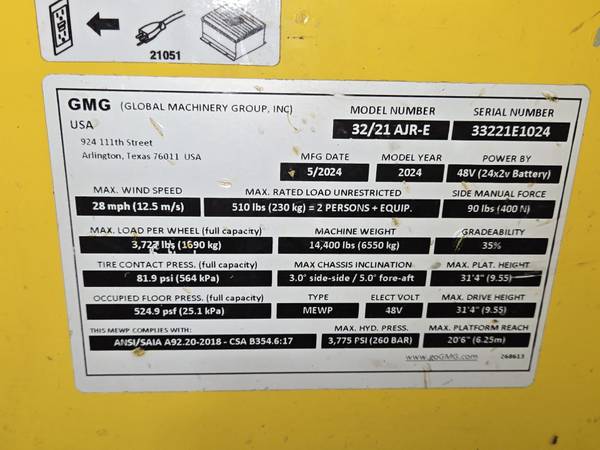 21051
GMG (GLOBAL MACHINERY GROUP, INC)
USA
924 111th Street
Arlington, Texas 76011 USA
MODEL NUMBER SERIAL NUMBER
32/21 AJR-E 33221E1024
MFG DATE MODEL YEAR POWER BY
5/2024 2024 48V (24x2v Battery)
MAX. WIND SPEED MAX. RATED LOAD UNRESTRICTED SIDE MANUAL FORCE
28 mph (12.5 m/s) 510 lbs (230 kg) = 2 PERSONS + EQUIP. 90 lbs (400 N)
MAX. LOAD PER WHEEL (full capacity) MACHINE WEIGHT GRADEABILITY
3,727 lbs (1690 kg) 14,400 lbs (6550 kg) 35%
TIRE CONTACT PRESS. (full capacity) MAX CHASSIS INCLINATION MAX. PLAT. HEIGHT
81.9 psi (564 kPa) 3.0° side-side / 5.0° fore-aft 31'4" (9.55)
OCCUPIED FLOOR PRESS. (full capacity) TYPE ELECT VOLT MAX. DRIVE HEIGHT
524.9 psf (25.1 kPa) MEWP 48V 31'4" (9.55)
THIS MEWP COMPLIES WITH: MAX. HYD. PRESS. MAX. PLATFORM REACH
ANSI/SAIA A92.20-2018 - CSA B354.6:17 3,775 PSI (260 BAR) 20'6" (6.25m)
www.goGMG.com 268613